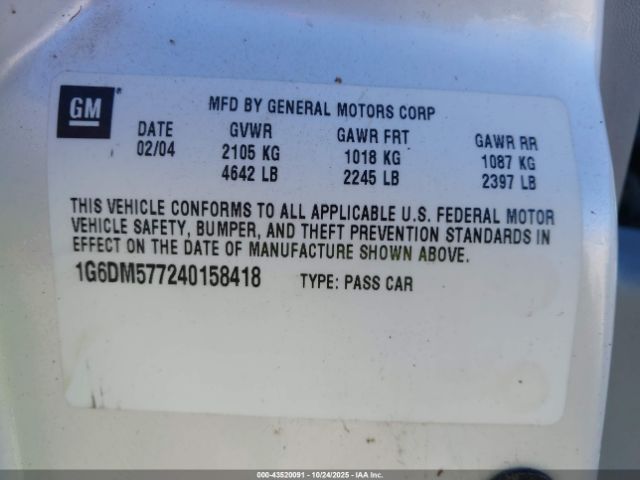 GM
MFD BY GENERAL MOTORS CORP
DATE GVWR GAWR FRT GAWR RR
02/04 2105 KG 1018 KG 1087 KG
4642 LB 2245 LB 2397 LB
THIS VEHICLE CONFORMS TO ALL APPLICABLE U.S. FEDERAL MOTOR
VEHICLE SAFETY, BUMPER, AND THEFT PREVENTION STANDARDS IN
EFFECT ON THE DATE OF MANUFACTURE SHOWN ABOVE.
1G6DM577240158418 TYPE: PASS CAR
000-43520091 - 10/24/2025 - IAA, Inc.